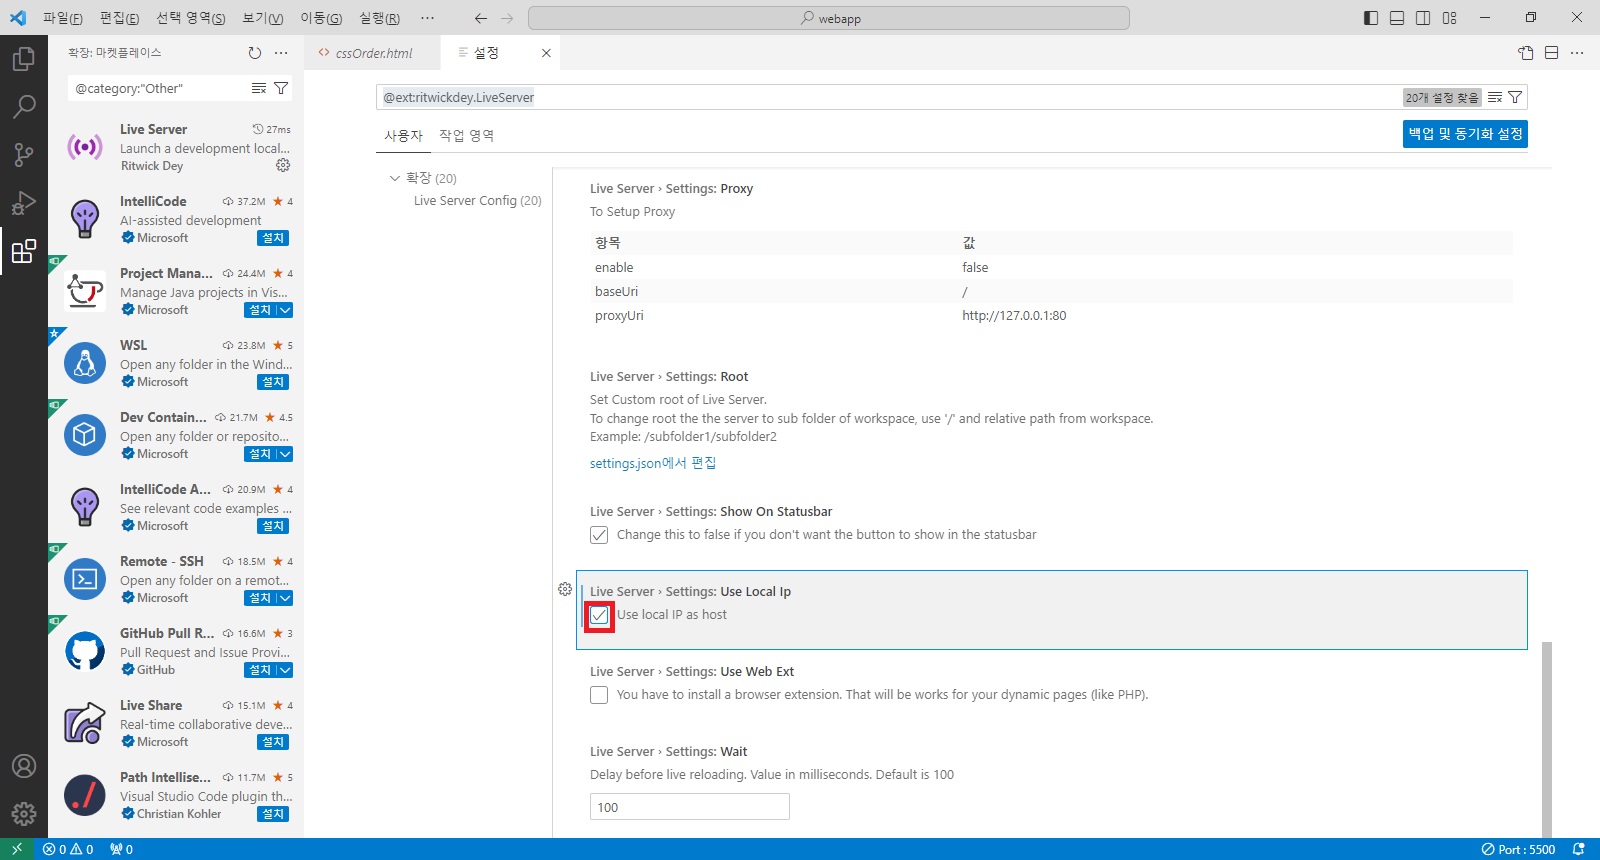 파일(F) 편집(E) 선택 영역(S) 보기(V) 이동(G) 실행(R) ··· webapp
확장: 마켓플레이스
@category:"Other"
Live Server 27ms
Launch a development local...
Ritwick Dey
IntelliCode 37.2M 4
AI-assisted development
Microsoft 설치
Project Mana... 24.4M 4
Manage Java projects in Vis...
Microsoft 설치
WSL 23.8M 5
Open any folder in the Wind...
Microsoft 설치
Dev Contain... 21.7M 4.5
Open any folder or reposito...
Microsoft 설치
IntelliCode A... 20.9M 4
See relevant code examples ...
Microsoft 설치
Remote - SSH 18.5M 4
Open any folder on a remot...
Microsoft 설치
GitHub Pull R... 16.6M 3
Pull Request and Issue Provi...
GitHub 설치
Live Share 15.1M 4
Real-time collaborative deve...
Microsoft 설치
Path Intellise... 11.7M 5
Visual Studio Code plugin th...
Christian Kohler 설치
cssOrder.html 설정
@ext:ritwickdey.LiveServer 20개 설정 찾음
사용자 작업 영역 백업 및 동기화 설정
확장 (20)
Live Server Config (20)
Live Server › Settings: Proxy
To Setup Proxy
항목 값
enable false
baseUri /
proxyUri http://127.0.0.1:80
Live Server › Settings: Root
Set Custom root of Live Server.
To change root the the server to sub folder of workspace, use '/' and relative path from workspace.
Example: /subfolder1/subfolder2
settings.json에서 편집
Live Server › Settings: Show On Statusbar
Change this to false if you don't want the button to show in the statusbar
Live Server › Settings: Use Local Ip
Use local IP as host
Live Server › Settings: Use Web Ext
You have to install a browser extension. That will be works for your dynamic pages (like PHP).
Live Server › Settings: Wait
Delay before live reloading. Value in milliseconds. Default is 100
100
0 0 0 Port : 5500